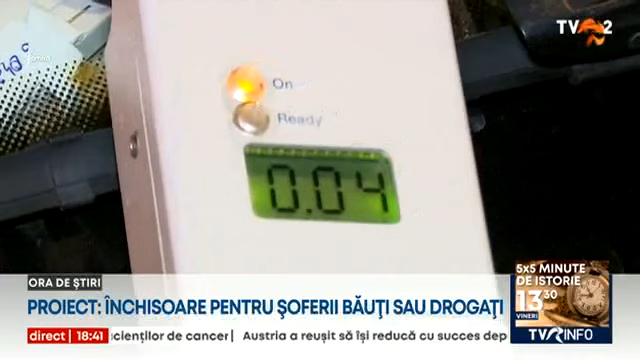 TVR2
On
Ready
0.04
ORA DE ȘTIRI
PROIECT: ÎNCHISOARE PENTRU ȘOFERII BĂUȚI SAU DROGAȚI
5x5 MINUTE
DE ISTORIE
13:30
VINERI
TVR INFO
direct | 18:41 cienților de cancer | Austria a reușit să își reducă cu succes dep